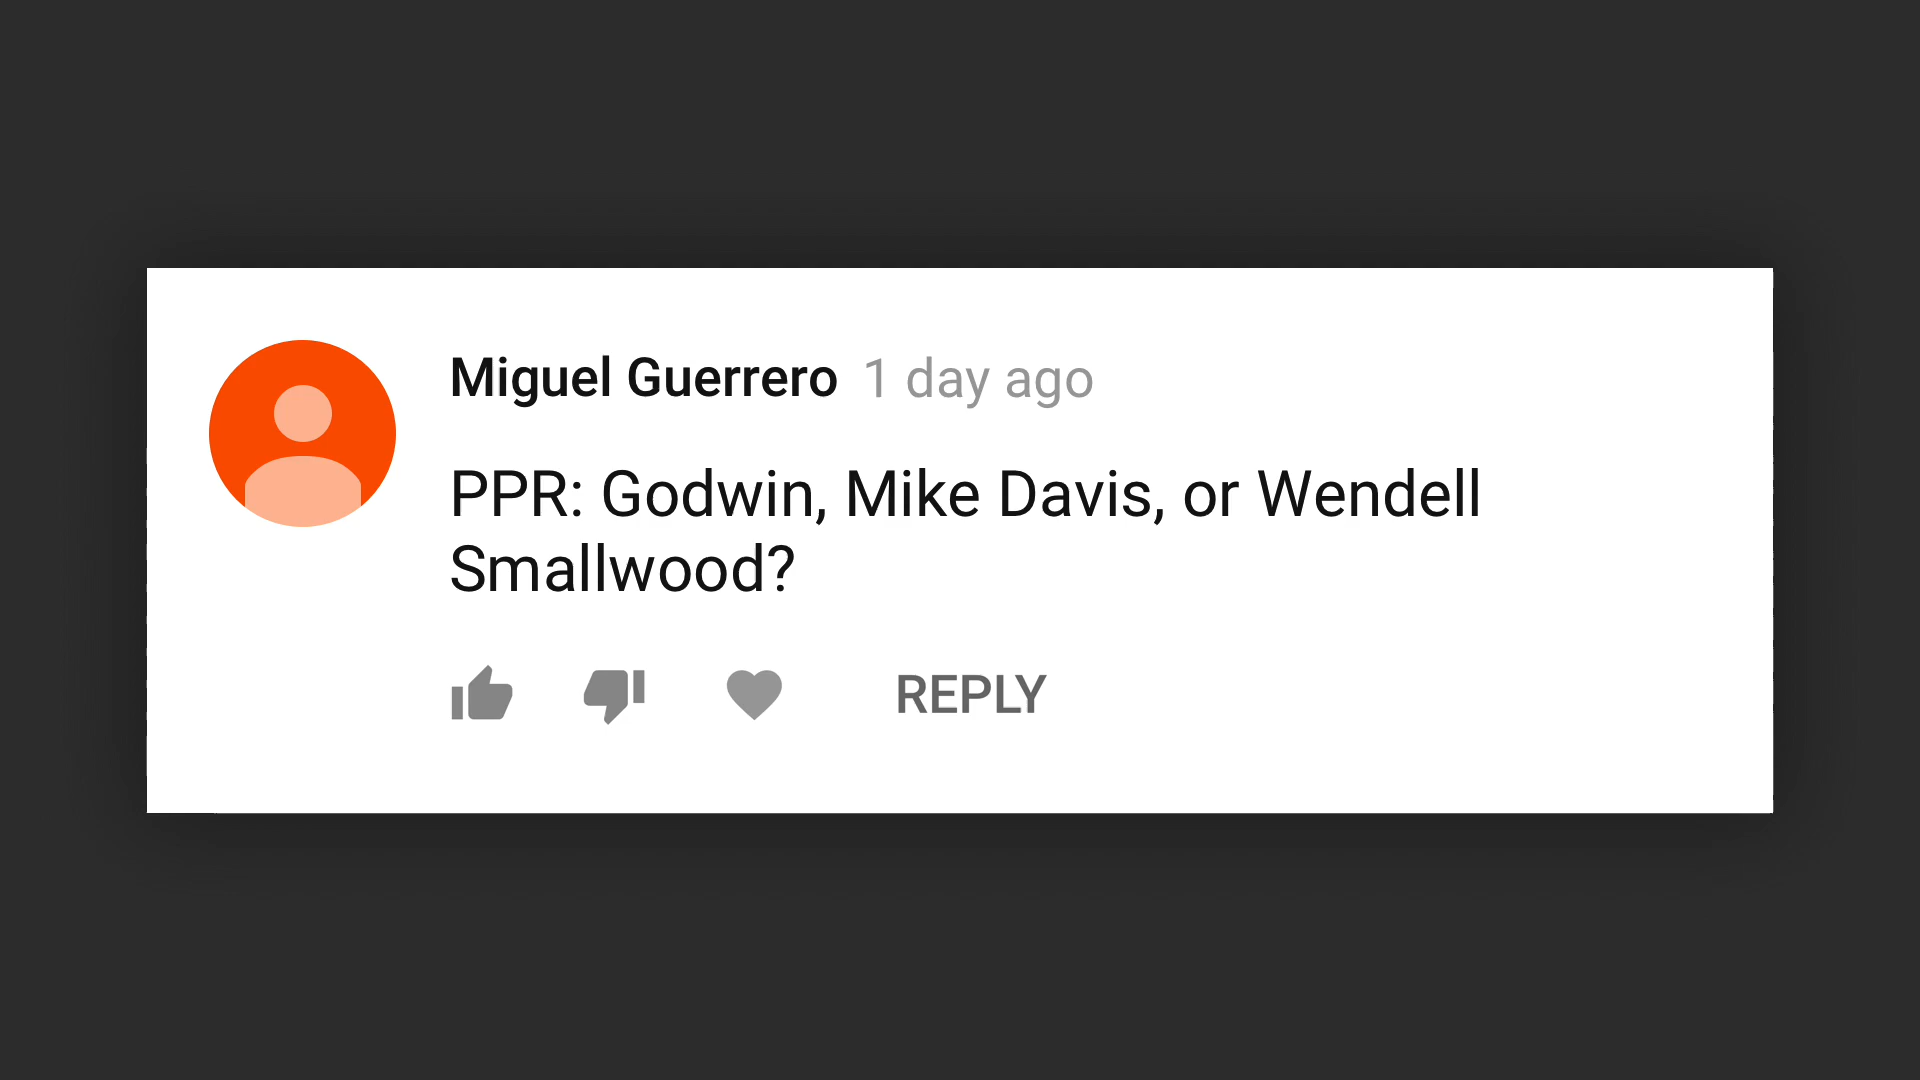 Miguel Guerrero 1 day ago
PPR: Godwin, Mike Davis, or Wendell
Smallwood?
REPLY